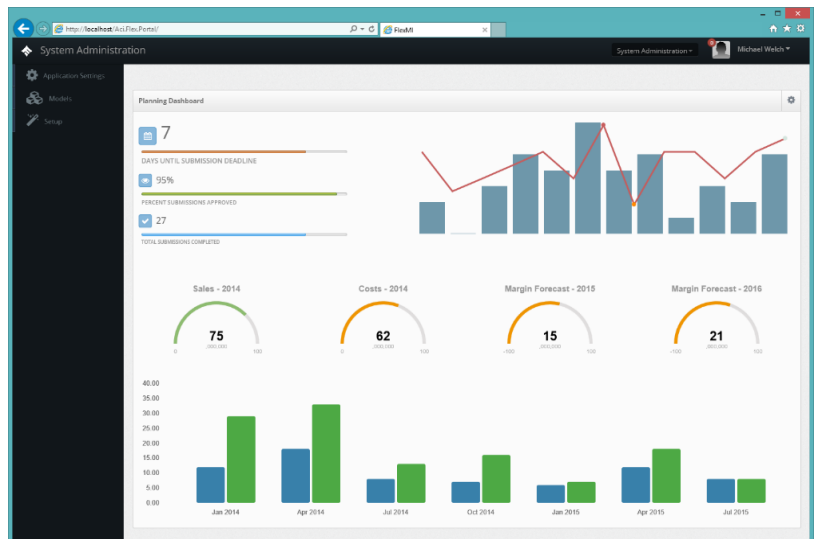 http://localhost/Aci.Flex.Portal/
FlexMI
System Administration
System Administration
Michael Welch
Application Settings
Models
Setup
Planning Dashboard
7
DAYS UNTIL SUBMISSION DEADLINE
95%
PERCENT SUBMISSIONS APPROVED
27
TOTAL SUBMISSIONS COMPLETED
Sales - 2014
Costs - 2014
Margin Forecast - 2015
Margin Forecast - 2016
75
62
15
21
0 ,000,000 100
0 ,000,000 100
-100 100
-100 100
40.00
35.00
30.00
25.00
20.00
15.00
10.00
5.00
0.00
Jan 2014
Apr 2014
Jul 2014
Oct 2014
Jan 2015
Apr 2015
Jul 2015